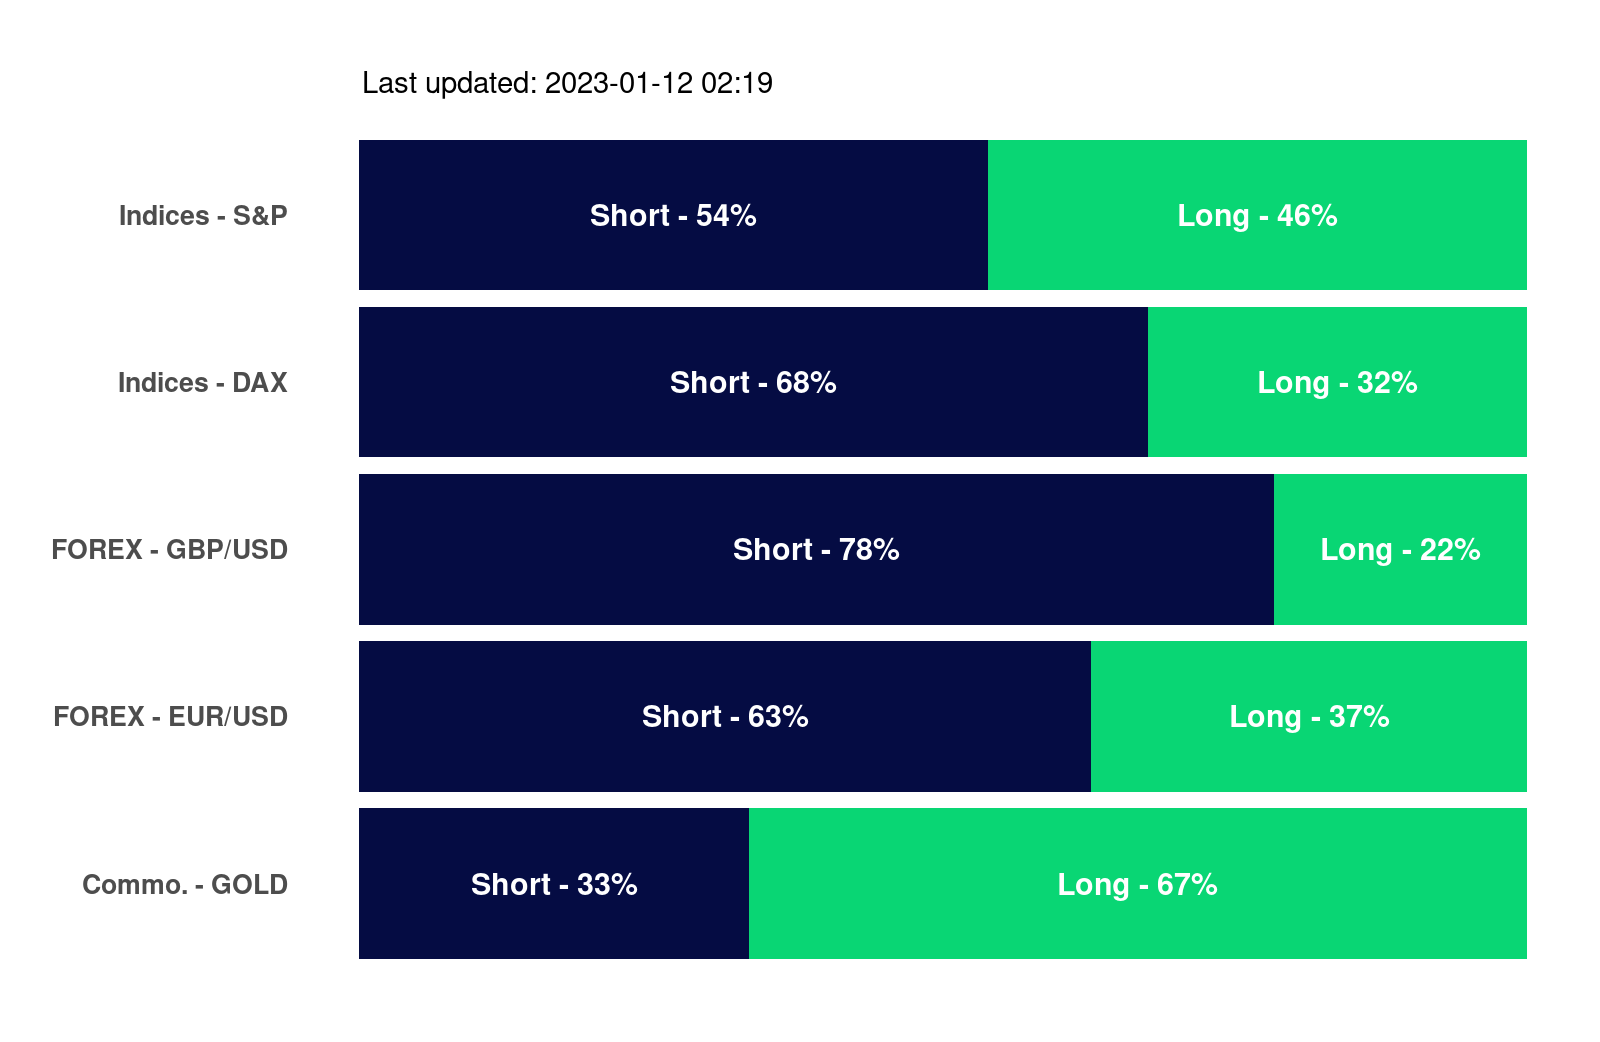 Last updated: 2023-01-12 02:19
Indices - S&P
Short - 54%
Long - 46%
Indices - DAX
Short - 68%
Long - 32%
FOREX - GBP/USD
Short - 78%
Long - 22%
FOREX - EUR/USD
Short - 63%
Long - 37%
Commo. - GOLD
Short - 33%
Long - 67%